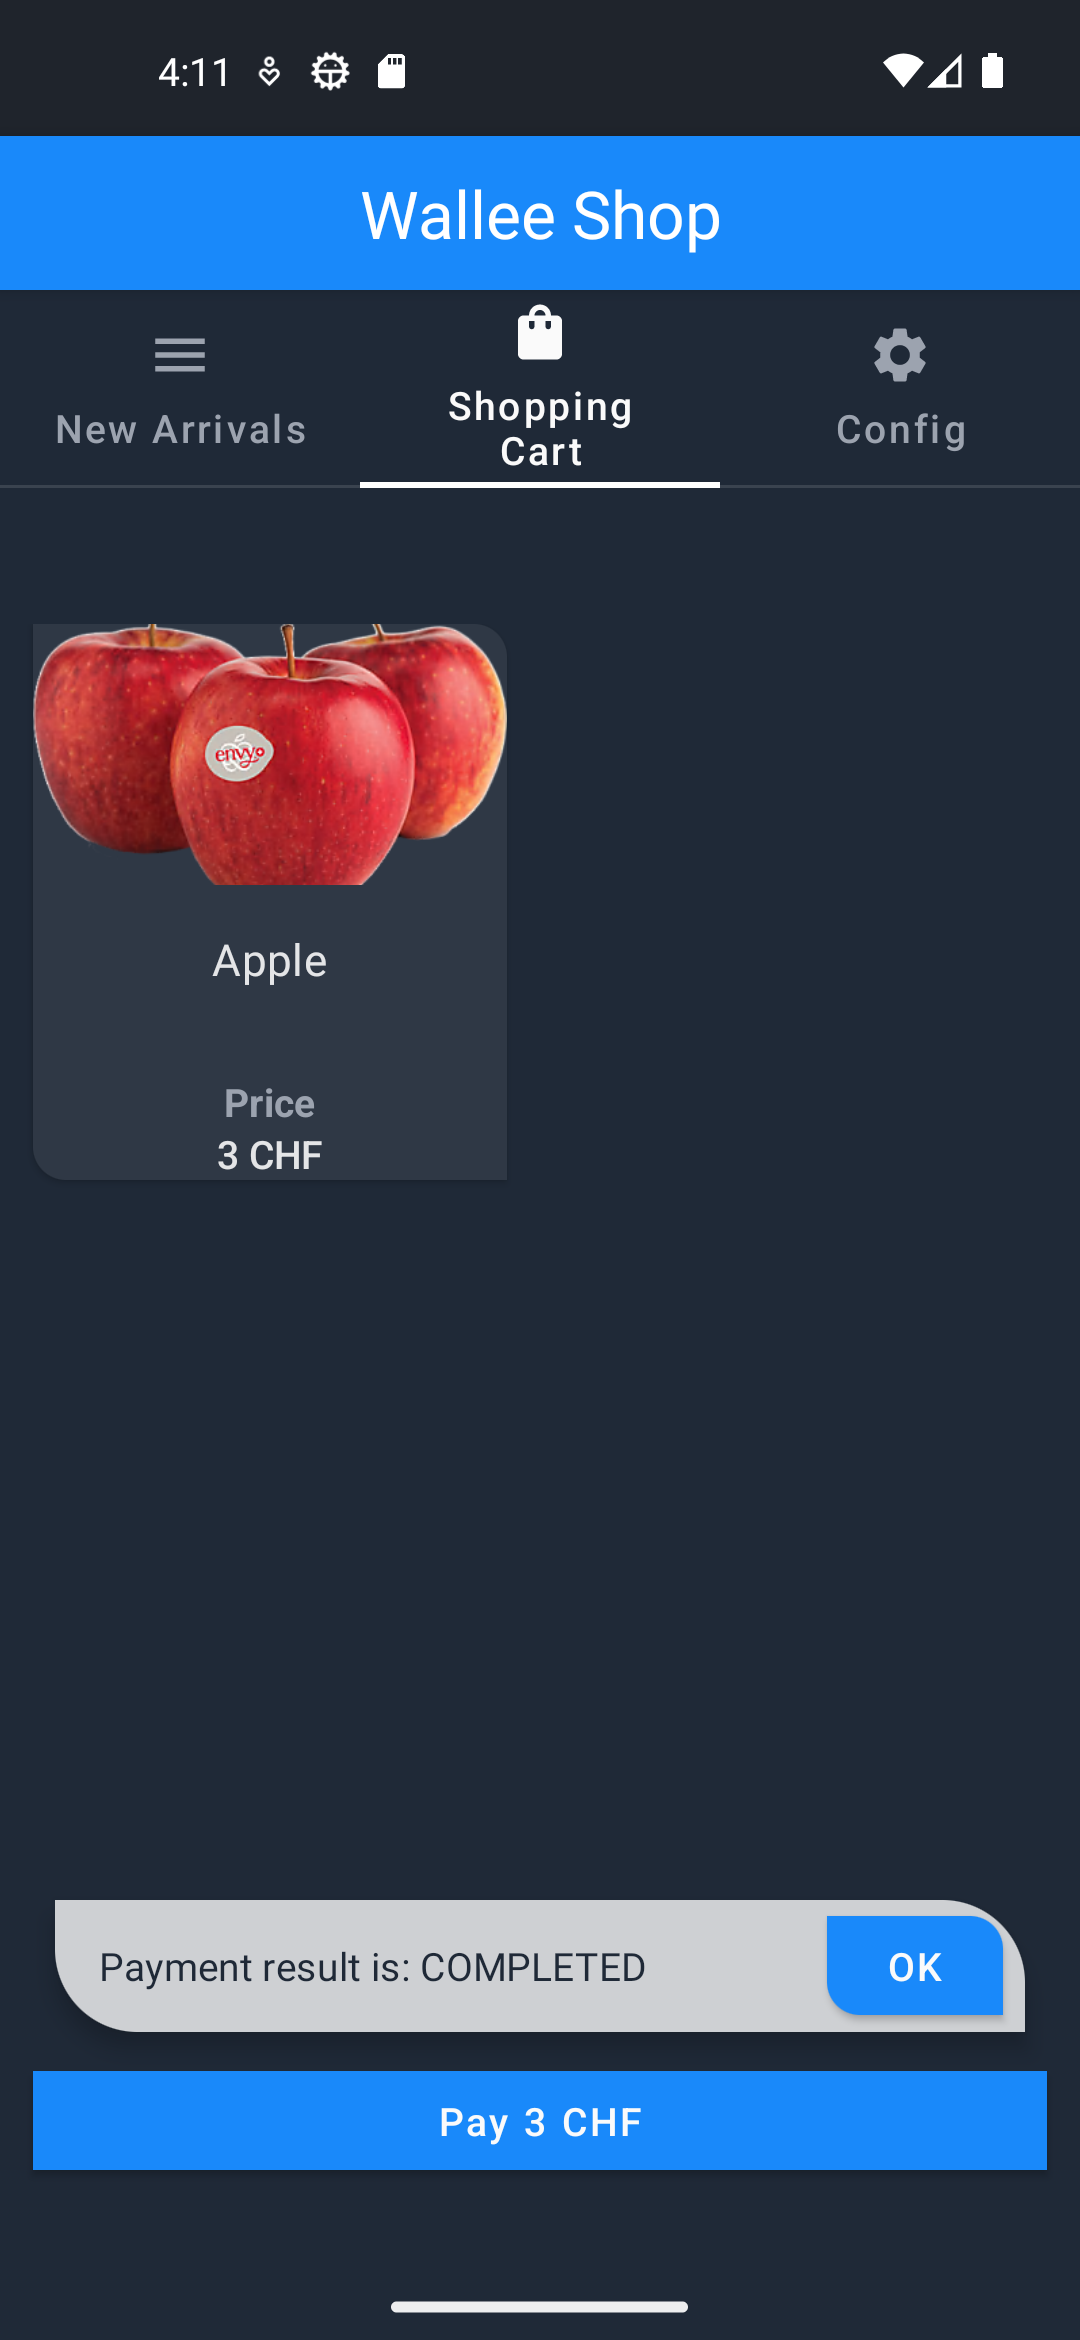 4:11
Wallee Shop
New Arrivals
Shopping
Cart
Config
envy
Apple
Price
3 CHF
Payment result is: COMPLETED
OK
Pay 3 CHF